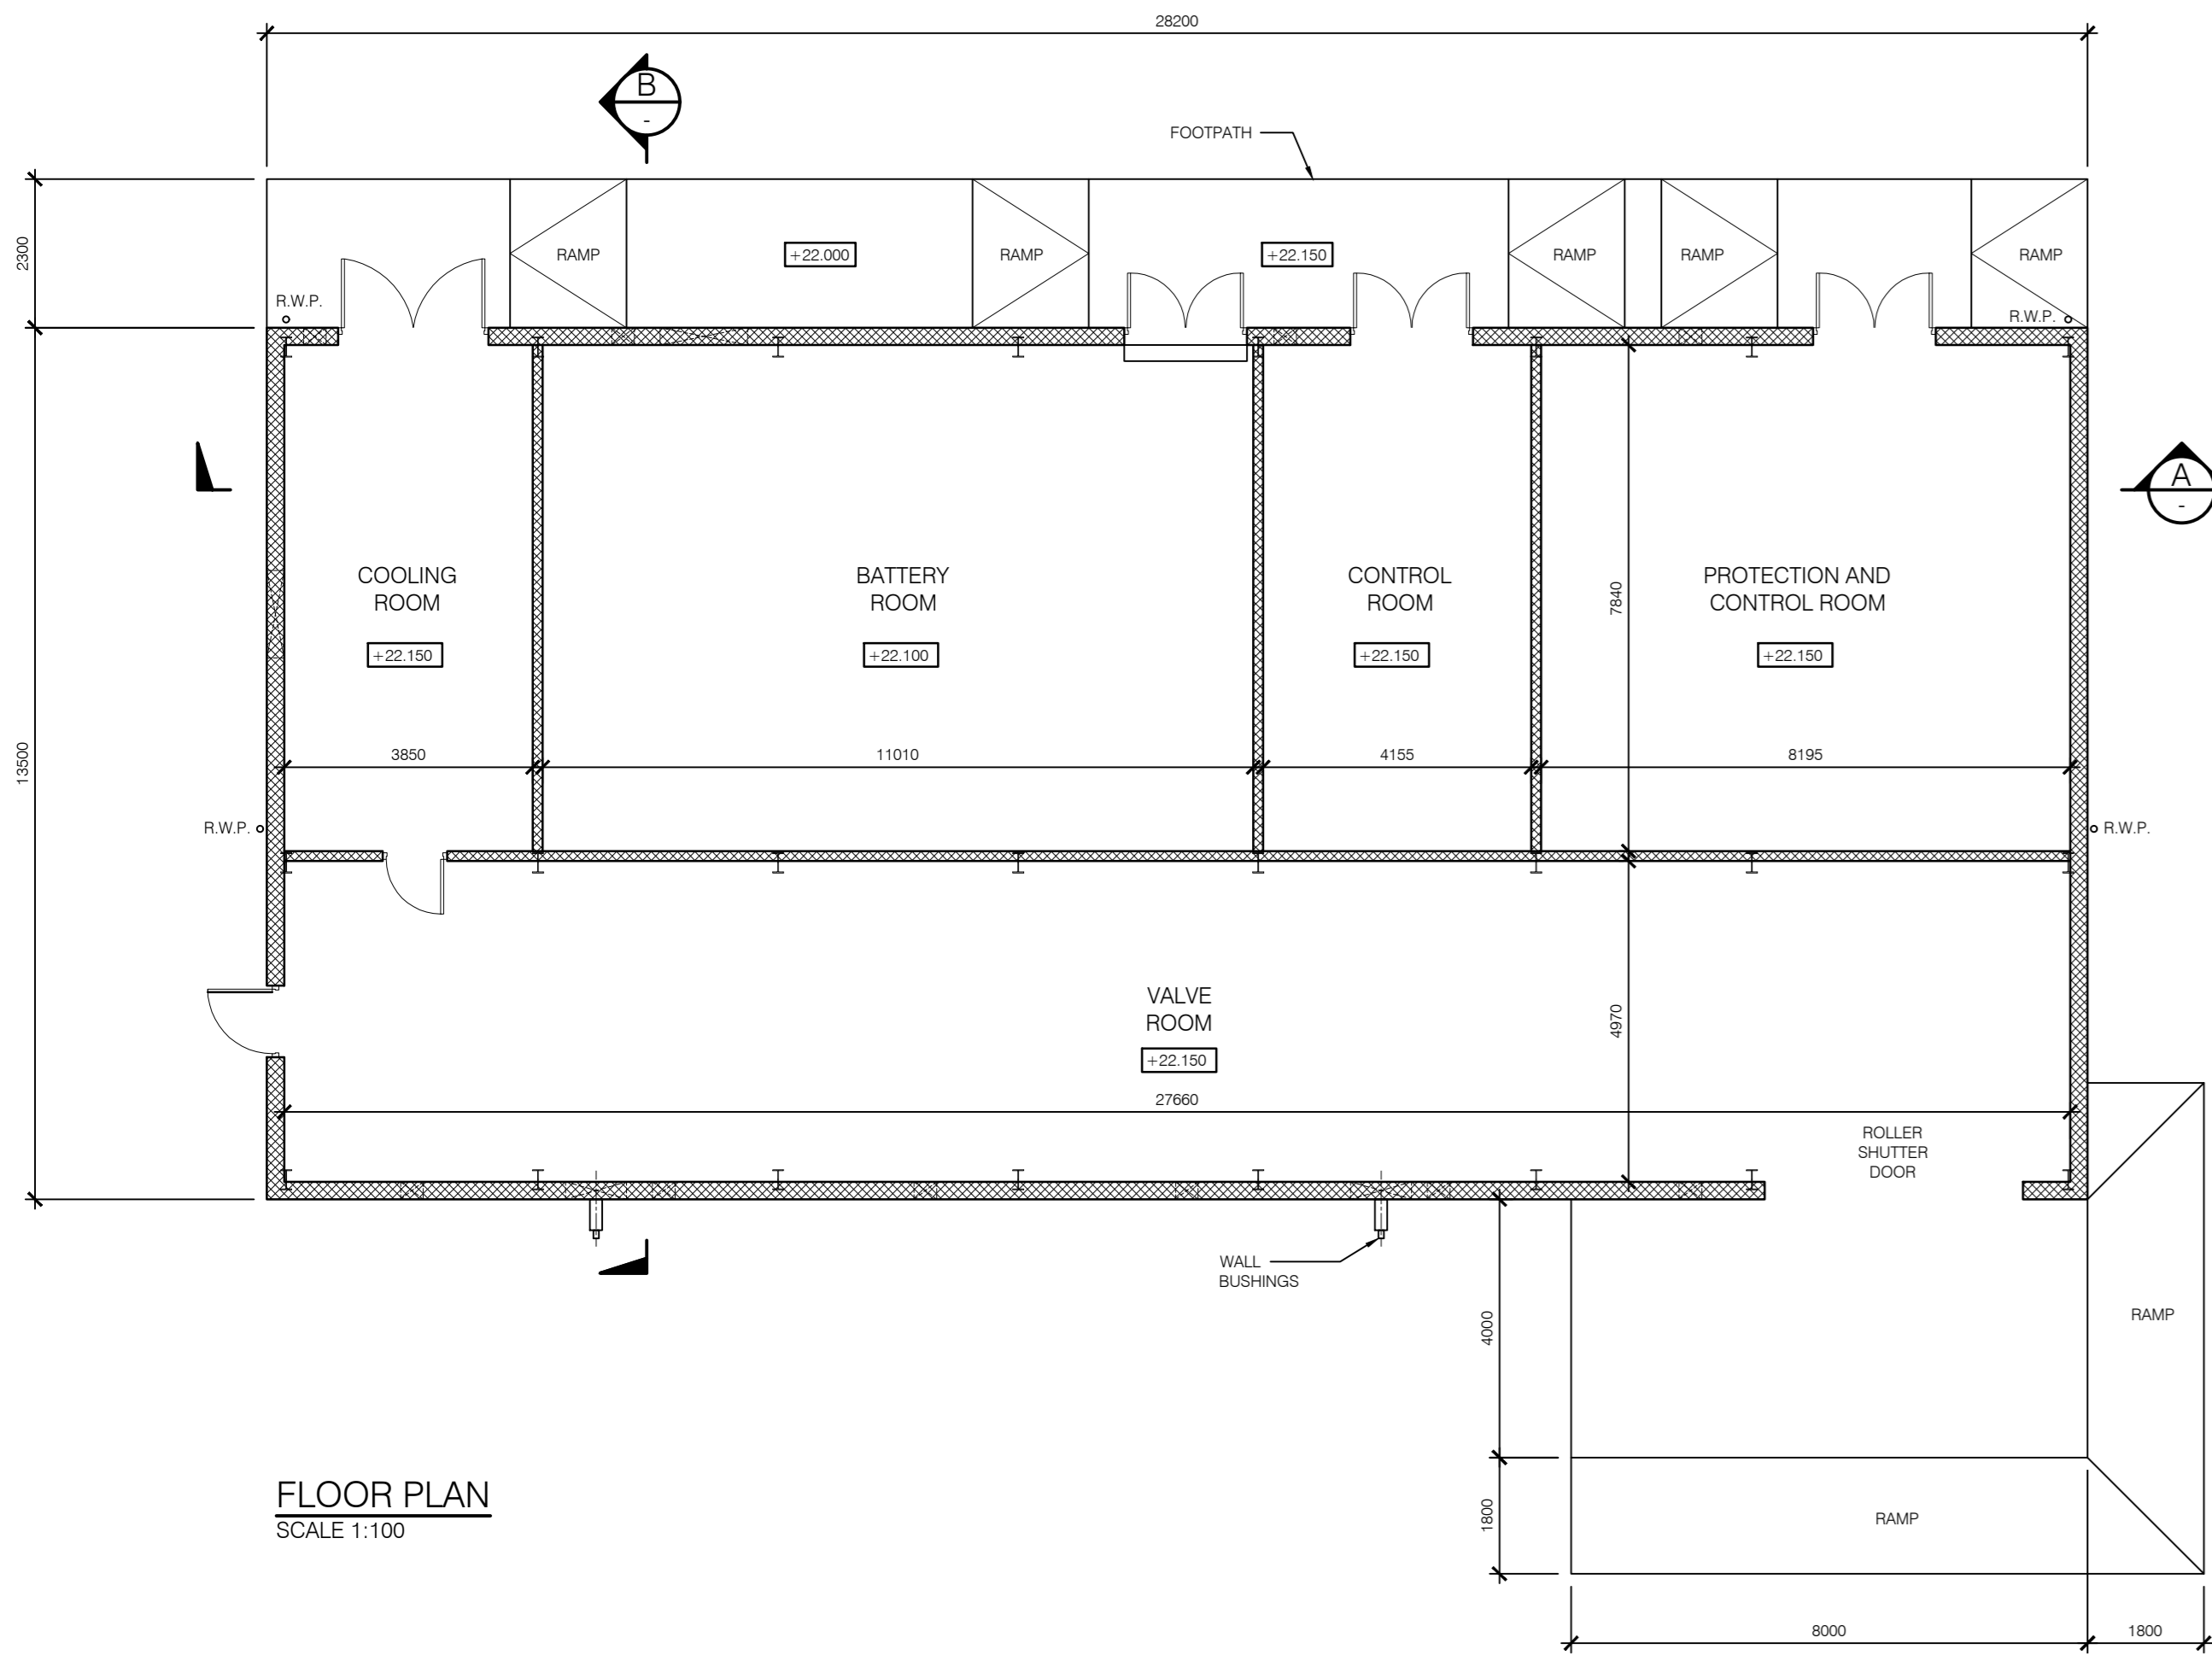 28200
B
-
FOOTPATH
2300
RAMP
+22.000
RAMP
+22.150
RAMP
RAMP
RAMP
R.W.P.
R.W.P.
A
-
COOLING
ROOM
+22.150
BATTERY
ROOM
+22.100
CONTROL
ROOM
+22.150
7840
PROTECTION AND
CONTROL ROOM
+22.150
13500
3850
11010
4155
8195
R.W.P.
R.W.P.
VALVE
ROOM
+22.150
4970
27660
ROLLER
SHUTTER
DOOR
WALL
BUSHINGS
4000
RAMP
FLOOR PLAN
SCALE 1:100
1800
RAMP
8000
1800